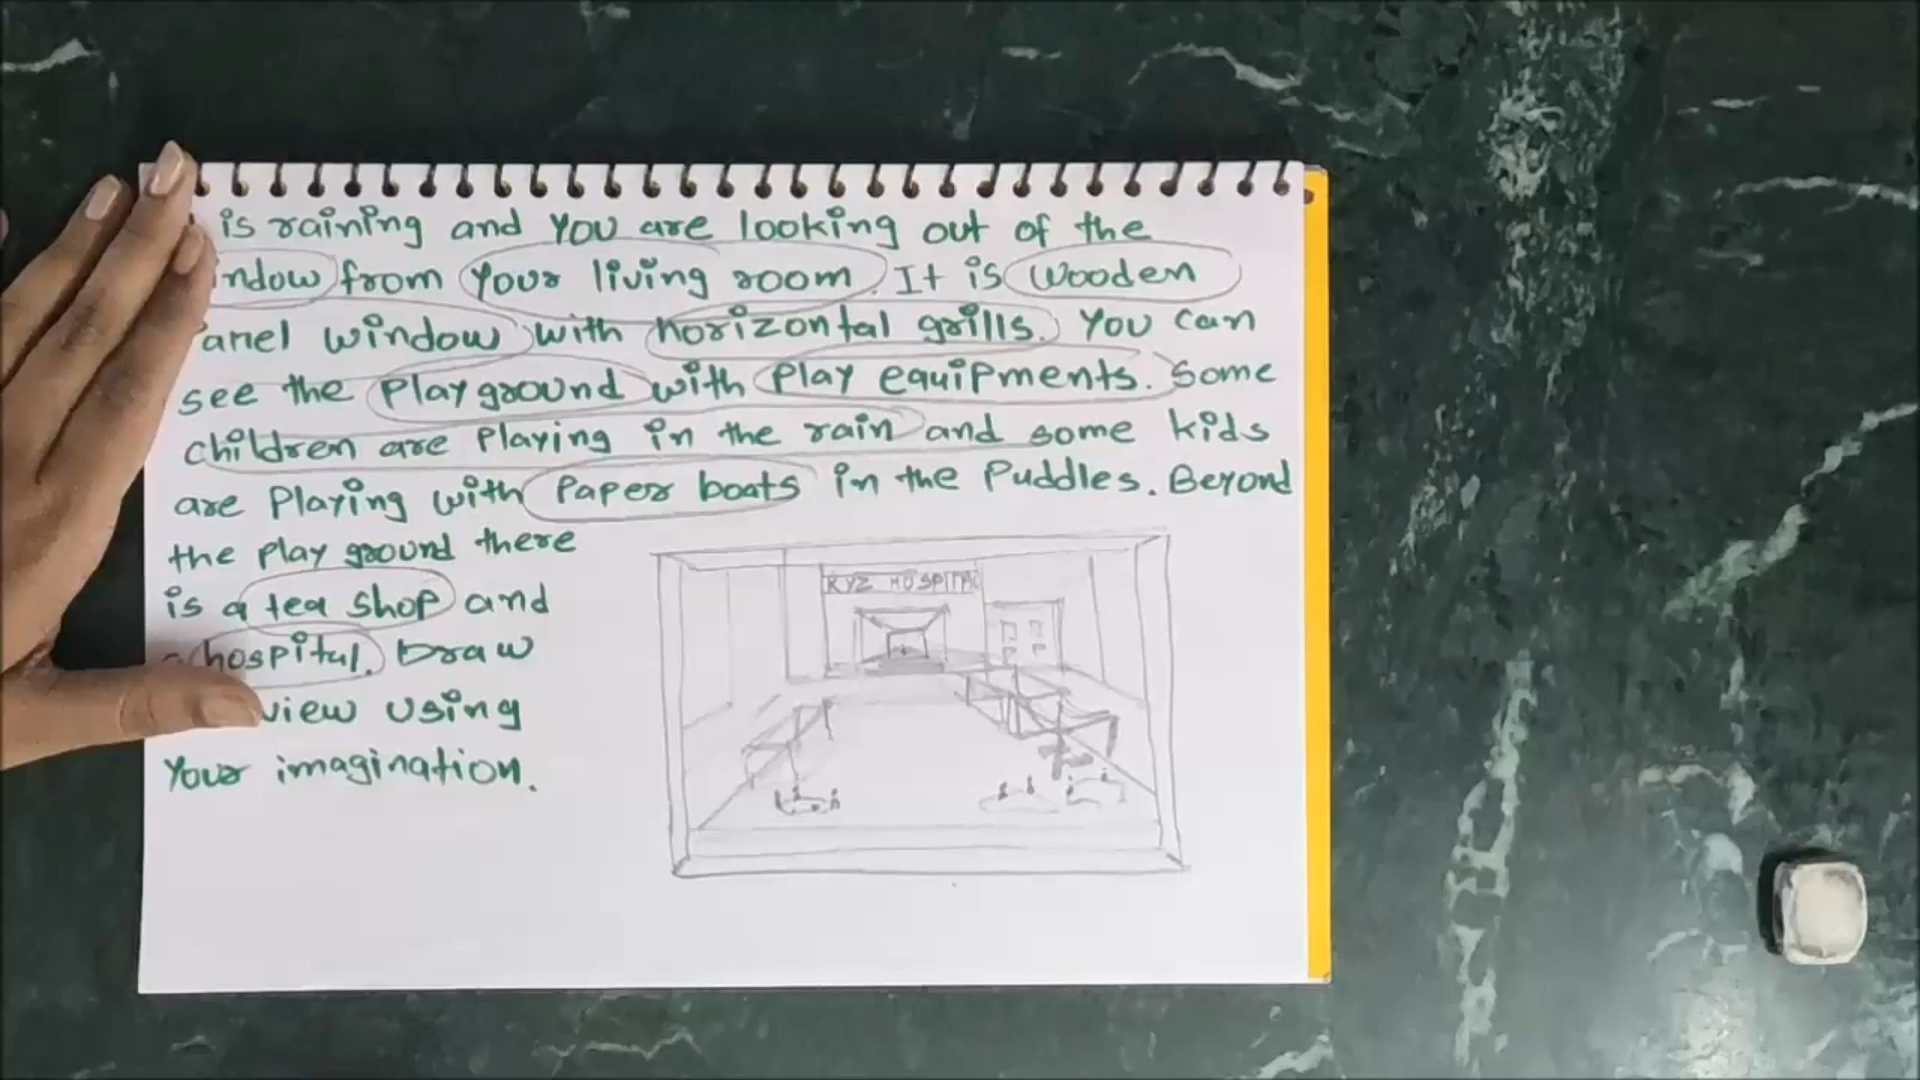 is raining and you are looking out of the
indow from your living room. It is wooden
anel window with horizontal grills. You can
see the playground with play equipments. Some
children are playing in the rain and some kids
are playing with paper boats in the puddles. Beyond
the play ground there
is a tea shop and
a hospital. Draw
view using
your imagination.
XYZ HOSPITAL